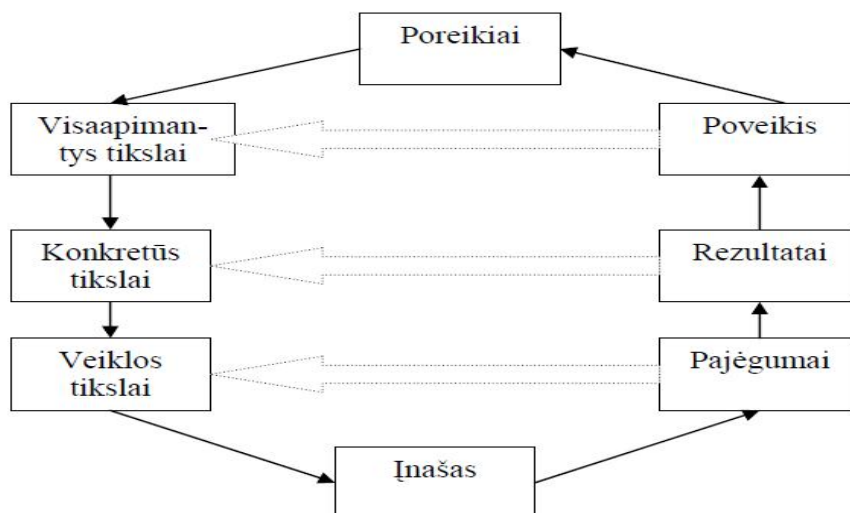 Poreikiai
Visaapiman-
tys tikslai
Poveikis
Konkretūs
tikslai
Rezultatai
Veiklos
tikslai
Pajėgumai
Įnašas